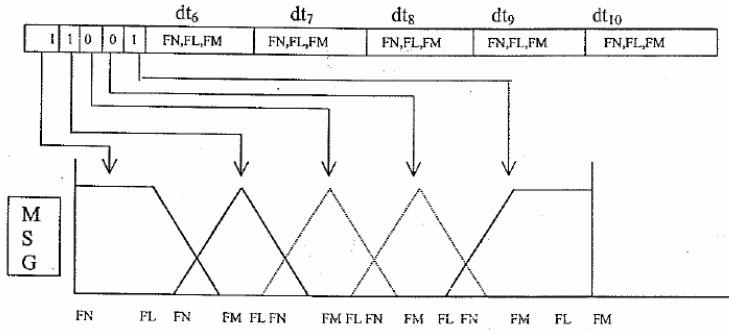 dt6 dt7 dt8 dt9 dt10
1 1 0 0 1 FN,FL,FM FN,FL,FM FN,FL,FM FN,FL,FM FN,FL,FM
M
S
G
FN FL FN FM FL FN FM FL FN FM FL FN FM FL FM